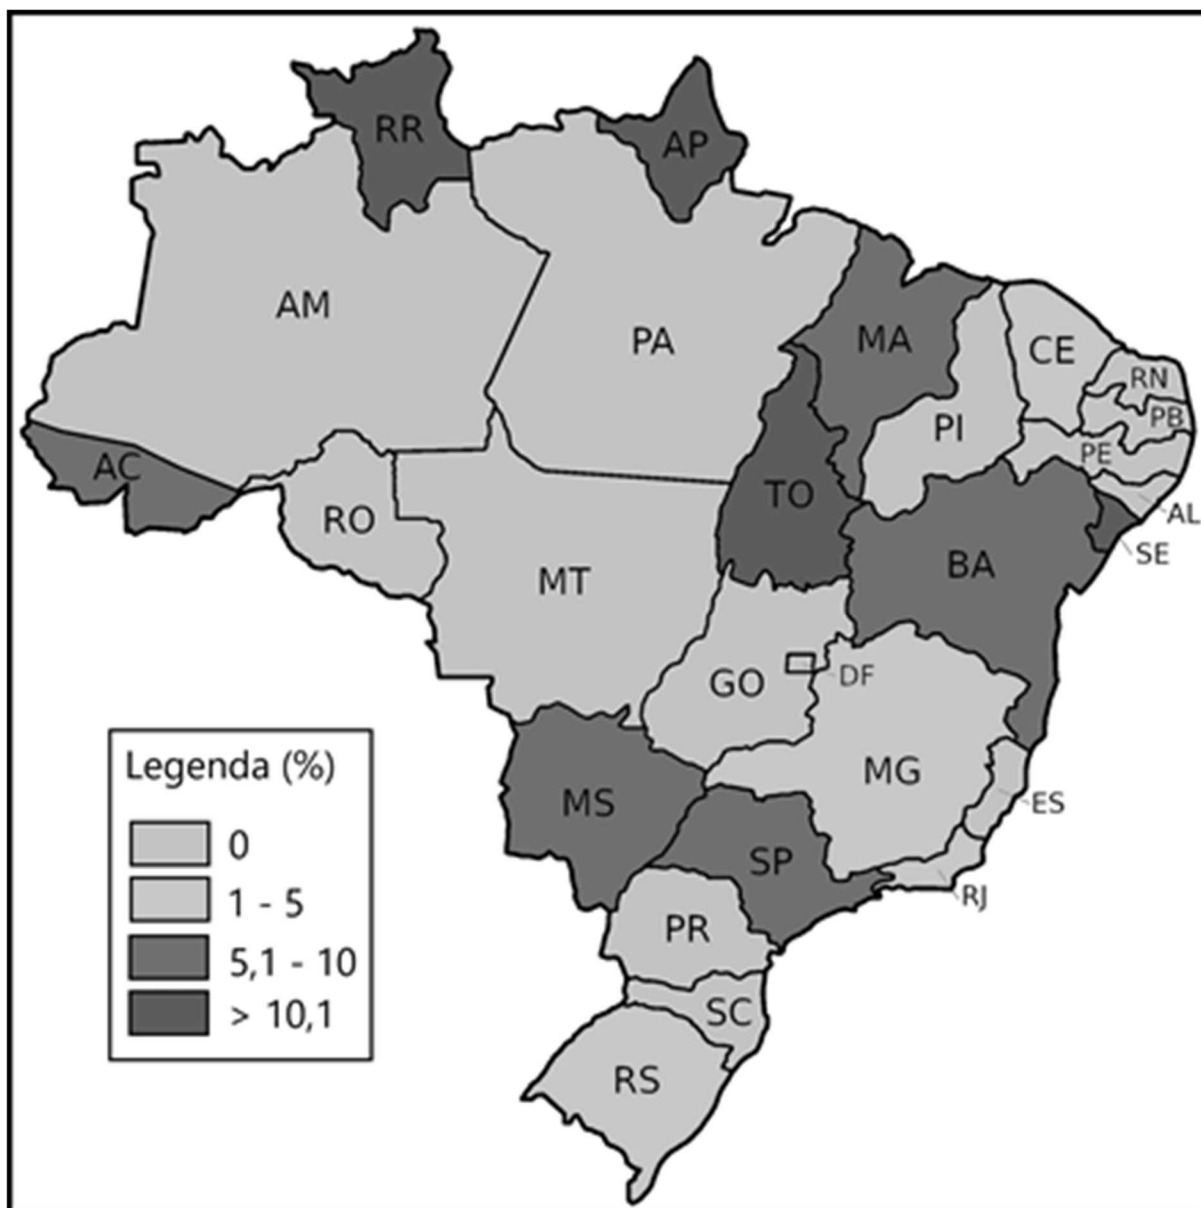 RR
AP
AM
PA
MA
CE
RN
PB
PI
PE
AC
TO
AL
RO
SE
BA
MT
DF
GO
MG
MS
ES
SP
RJ
PR
SC
RS
Legenda (%)
0
1 - 5
5,1 - 10
> 10,1